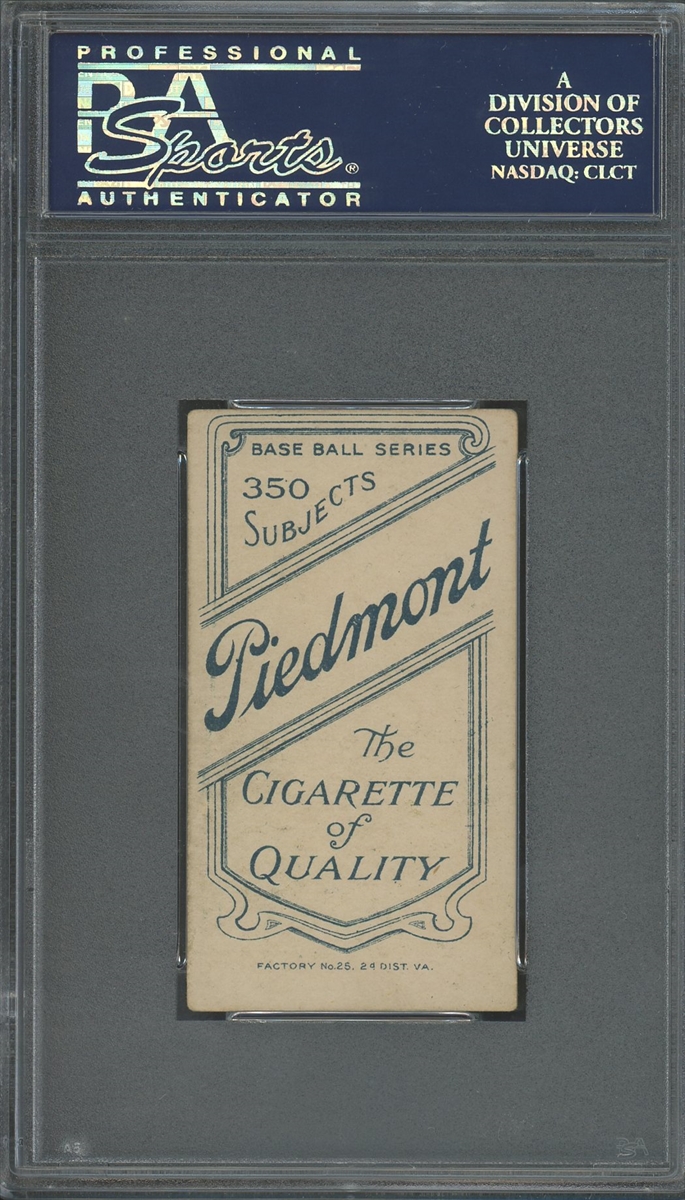 PROFESSIONAL
PSA
Sports®
AUTHENTICATOR
A
DIVISION OF
COLLECTORS
UNIVERSE
NASDAQ: CLCT
BASE BALL SERIES
350
SUBJECTS
Piedmont
The
CIGARETTE
of
QUALITY
FACTORY No.25, 2d DIST. VA.
PSA